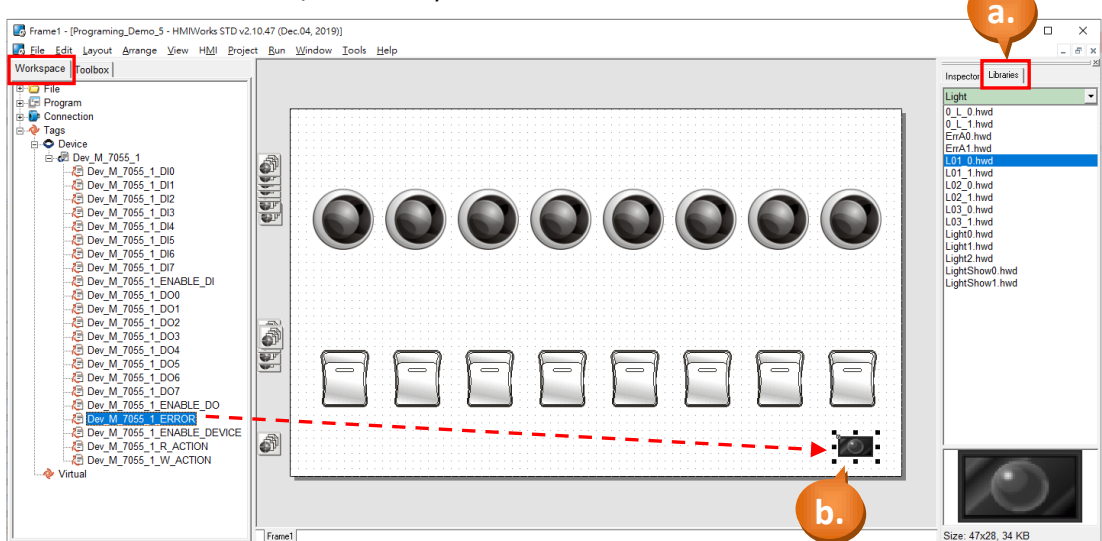 a.
Frame1 - [Programing_Demo_5 - HMIWorks STD v2.10.47 (Dec.04, 2019)]
File Edit Layout Arrange View HMI Project Run Window Tools Help
Workspace Toolbox
Inspector Libraries
File
Program
Connection
Tags
Device
Dev_M_7055_1
Dev_M_7055_1_DI0
Dev_M_7055_1_DI1
Dev_M_7055_1_DI2
Dev_M_7055_1_DI3
Dev_M_7055_1_DI4
Dev_M_7055_1_DI5
Dev_M_7055_1_DI6
Dev_M_7055_1_DI7
Dev_M_7055_1_ENABLE_DI
Dev_M_7055_1_DO0
Dev_M_7055_1_DO1
Dev_M_7055_1_DO2
Dev_M_7055_1_DO3
Dev_M_7055_1_DO4
Dev_M_7055_1_DO5
Dev_M_7055_1_DO6
Dev_M_7055_1_DO7
Dev_M_7055_1_ENABLE_DO
Dev_M_7055_1_ERROR
Dev_M_7055_1_ENABLE_DEVICE
Dev_M_7055_1_R_ACTION
Dev_M_7055_1_W_ACTION
Virtual
Light
0_L_0.hwd
0_L_1.hwd
ErrA0.hwd
ErrA1.hwd
L01_0.hwd
L01_1.hwd
L02_0.hwd
L02_1.hwd
L03_0.hwd
L03_1.hwd
Light0.hwd
Light1.hwd
Light2.hwd
LightShow0.hwd
LightShow1.hwd
b.
Frame1
Size: 47x28, 34 KB